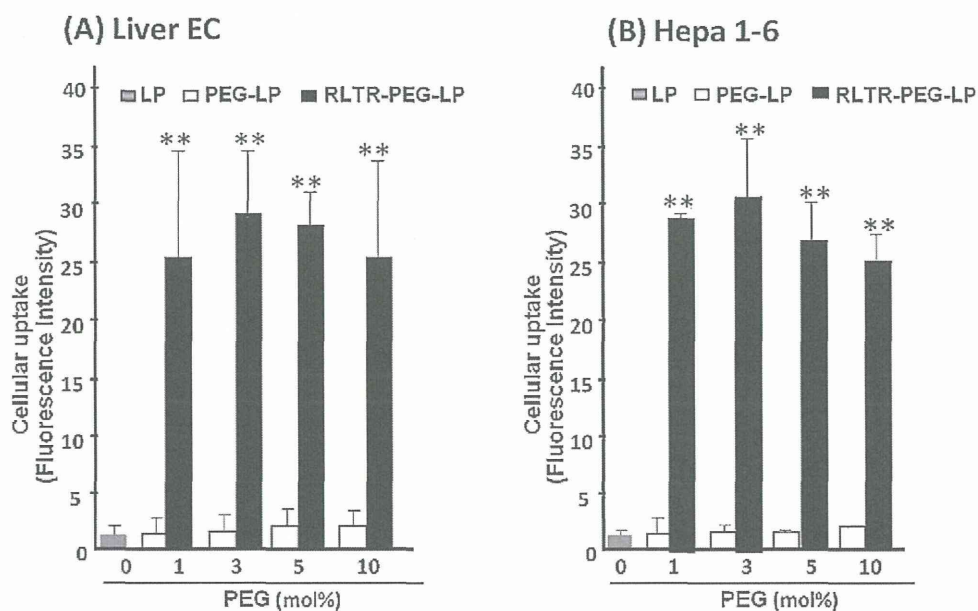 (A) Liver EC
LP PEG-LP RLTR-PEG-LP
40
35
30
25
20
15
10
5
0
Cellular uptake
(Fluorescence Intensity)
** ** ** **
0 1 3 5 10
PEG (mol%)
(B) Hepa 1-6
LP PEG-LP RLTR-PEG-LP
40
35
30
25
20
15
10
5
0
Cellular uptake
(Fluorescence Intensity)
** ** ** **
0 1 3 5 10
PEG (mol%)